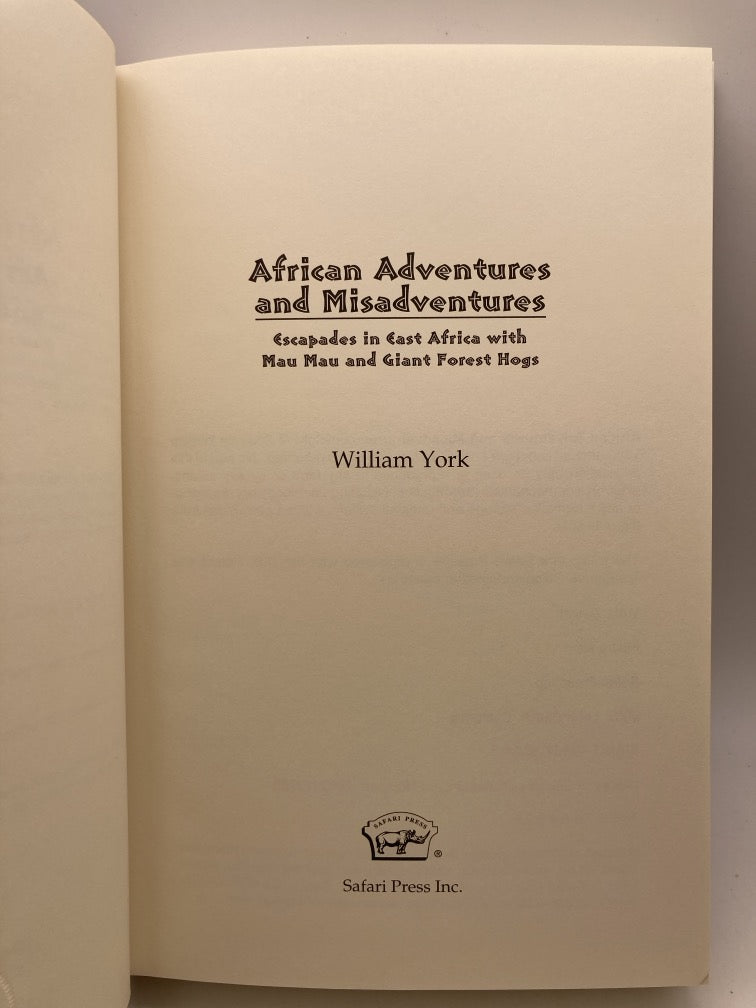 African Adventures
and Misadventures
Escapades in East Africa with
Mau Mau and Giant Forest Hogs
William York
SAFARI PRESS
®
Safari Press Inc.